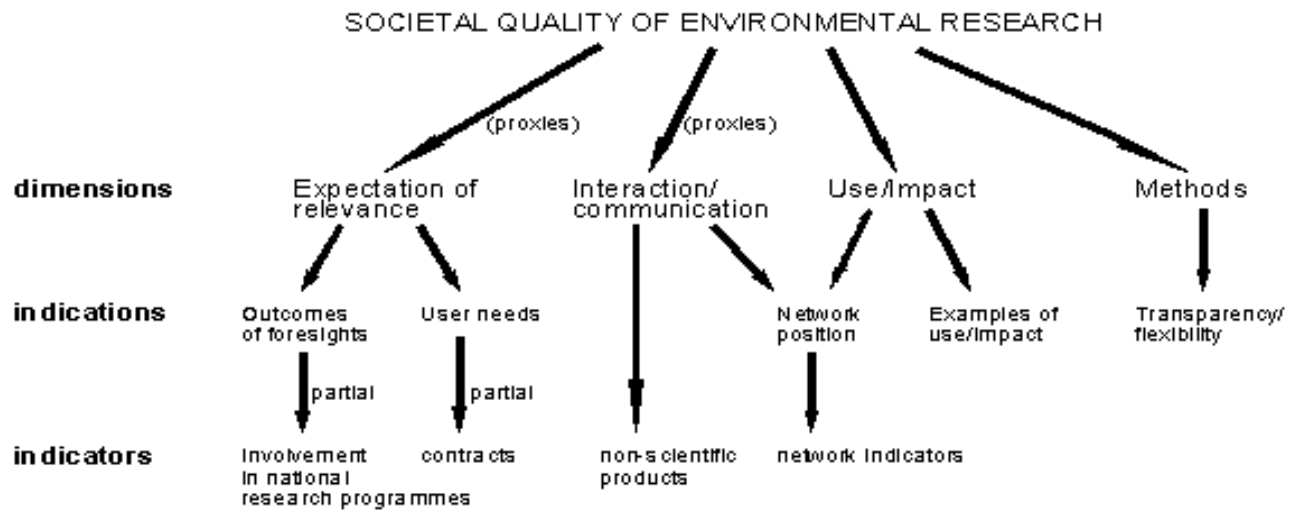 SOCIETAL QUALITY OF ENVIRONMENTAL RESEARCH
(proxies) (proxies)
dimensions Expectation of Interaction/ Use/Impact Methods
relevance communication
indications Outcomes User needs Network Examples of Transparency/
of foresights position use/impact flexibility
partial partial
indicators involvement contracts non-scientific network indicators
in national products
research programmes